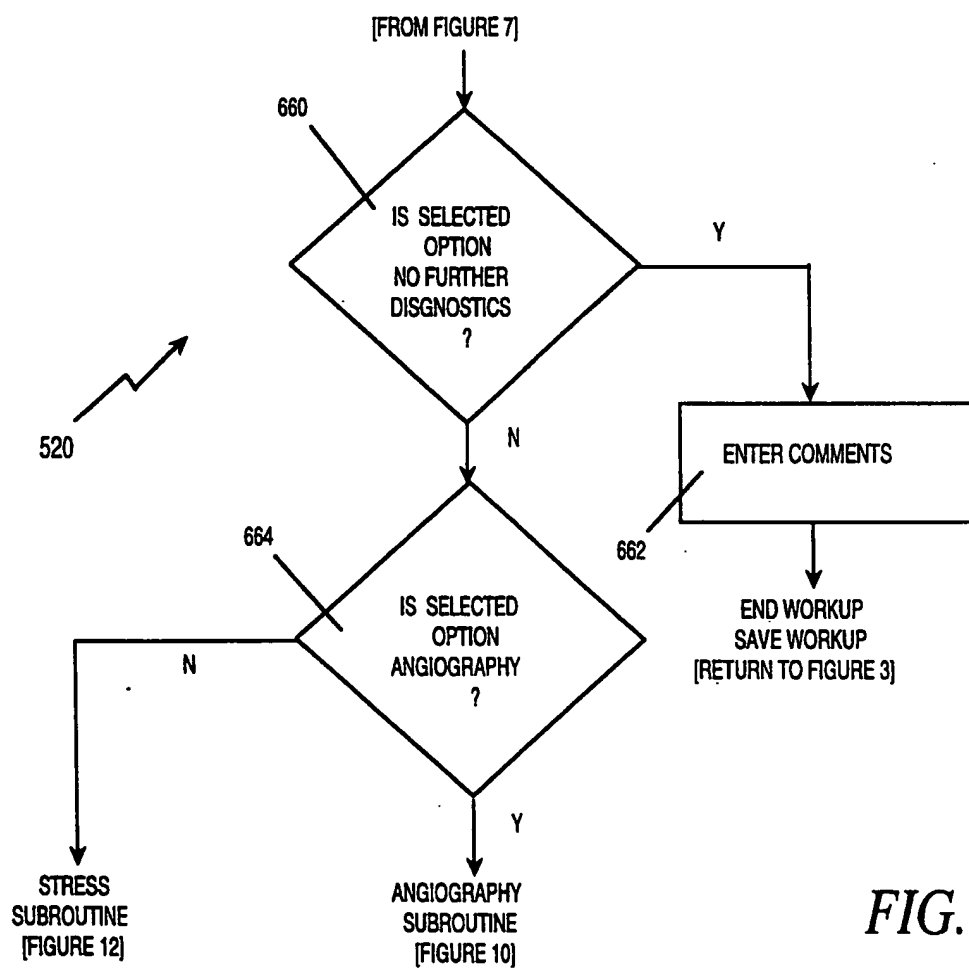 [FROM FIGURE 7]
660
IS SELECTED
OPTION
NO FURTHER
DISGNOSTICS
?
Y
520
N
ENTER COMMENTS
662
664
IS SELECTED
OPTION
ANGIOGRAPHY
?
N
END WORKUP
SAVE WORKUP
[RETURN TO FIGURE 3]
Y
STRESS
SUBROUTINE
[FIGURE 12]
ANGIOGRAPHY
SUBROUTINE
[FIGURE 10]
FIG.